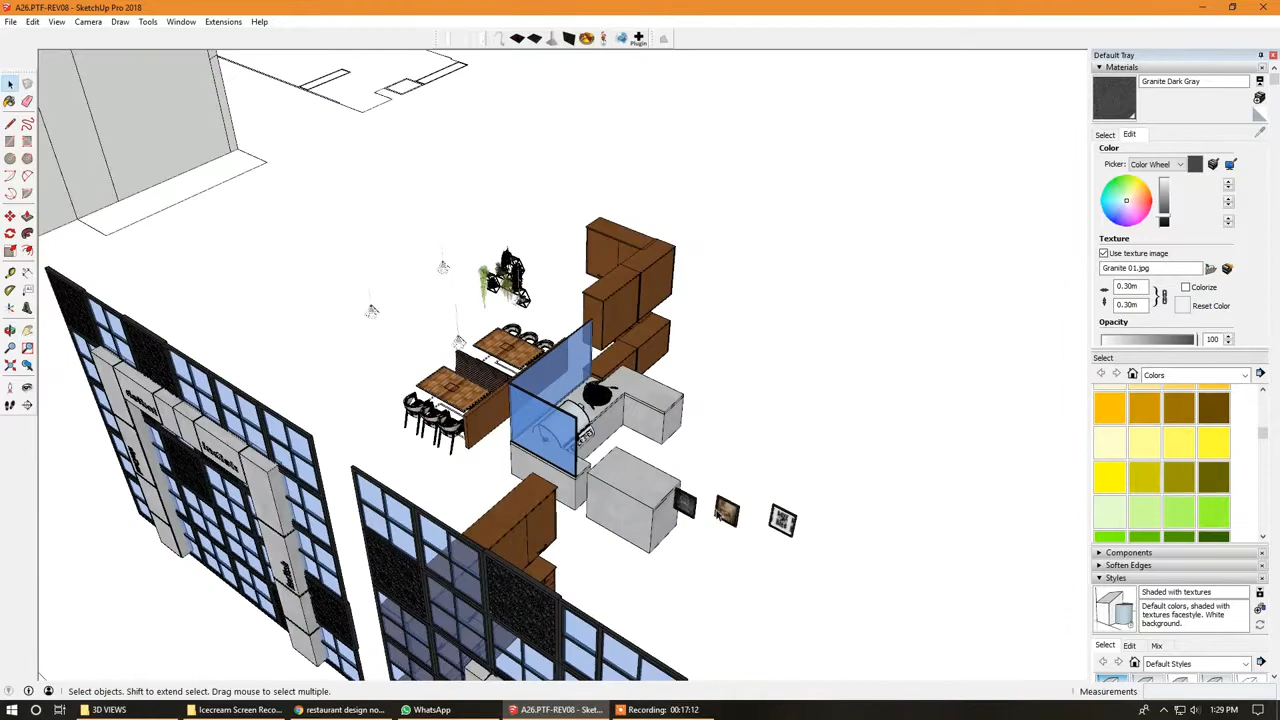 A26.PTF-REV08 - SketchUp Pro 2018
File Edit View Camera Draw Tools Window Extensions Help
Plugin
Default Tray
Materials
Granite Dark Gray
Select Edit
Color
Picker: Color Wheel
Texture
Use texture image
Granite 01.jpg
0.30m Colorize
0.30m Reset Color
Opacity
100
Select
Colors
Components
Soften Edges
Styles
Shaded with textures
Default colors, shaded with
textures facestyle. White
background.
Select Edit Mix
Default Styles
Select objects. Shift to extend select. Drag mouse to select multiple.
Measurements
3D VIEWS Icecream Screen Reco... restaurant design no... WhatsApp A26.PTF-REV08 - Sket... Recording: 00:17:12 1:29 PM